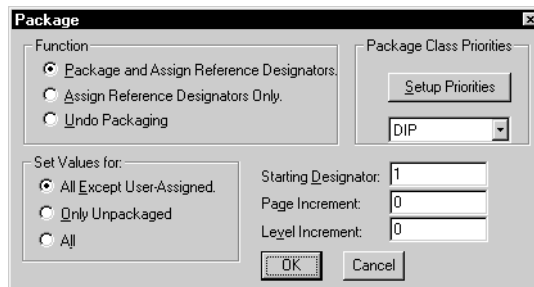 Package
Function
Package and Assign Reference Designators.
Assign Reference Designators Only.
Undo Packaging
Package Class Priorities
Setup Priorities
DIP
Set Values for:
All Except User-Assigned.
Only Unpackaged
All
Starting Designator: 1
Page Increment: 0
Level Increment: 0
OK Cancel